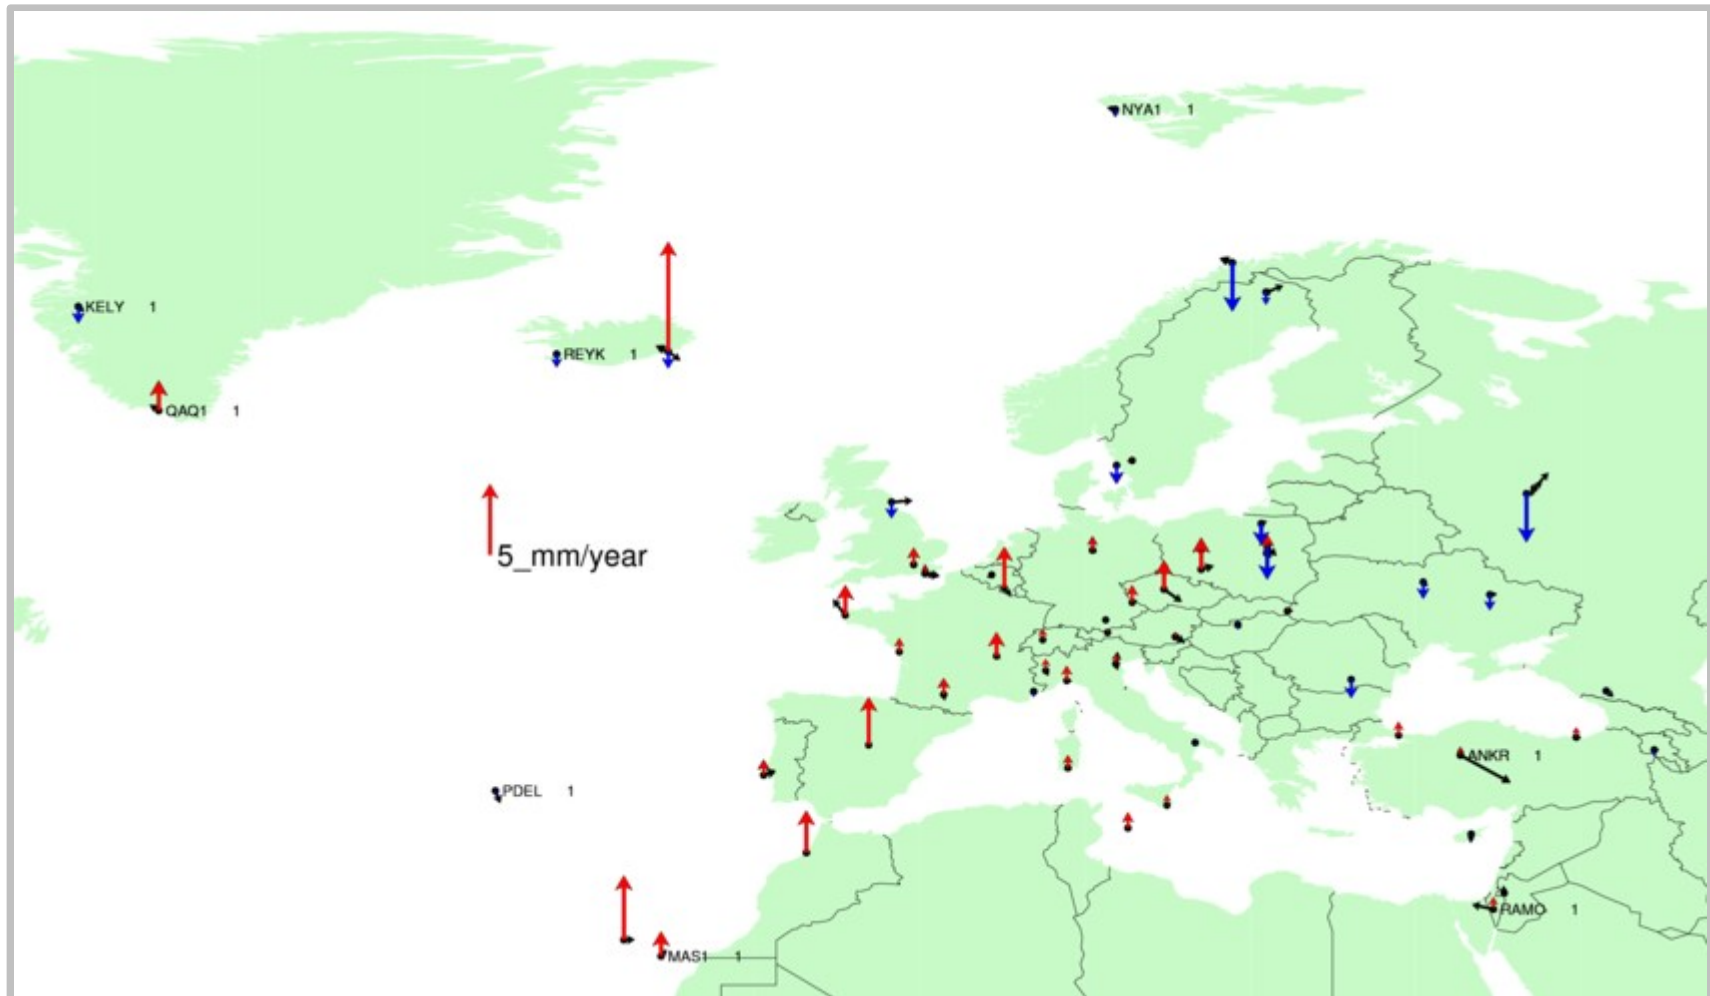 NYA1 1
KELY 1
REYK 1
QAQ1 1
5_mm/year
ANKR 1
PDEL 1
RAMO 1
MAS1 1